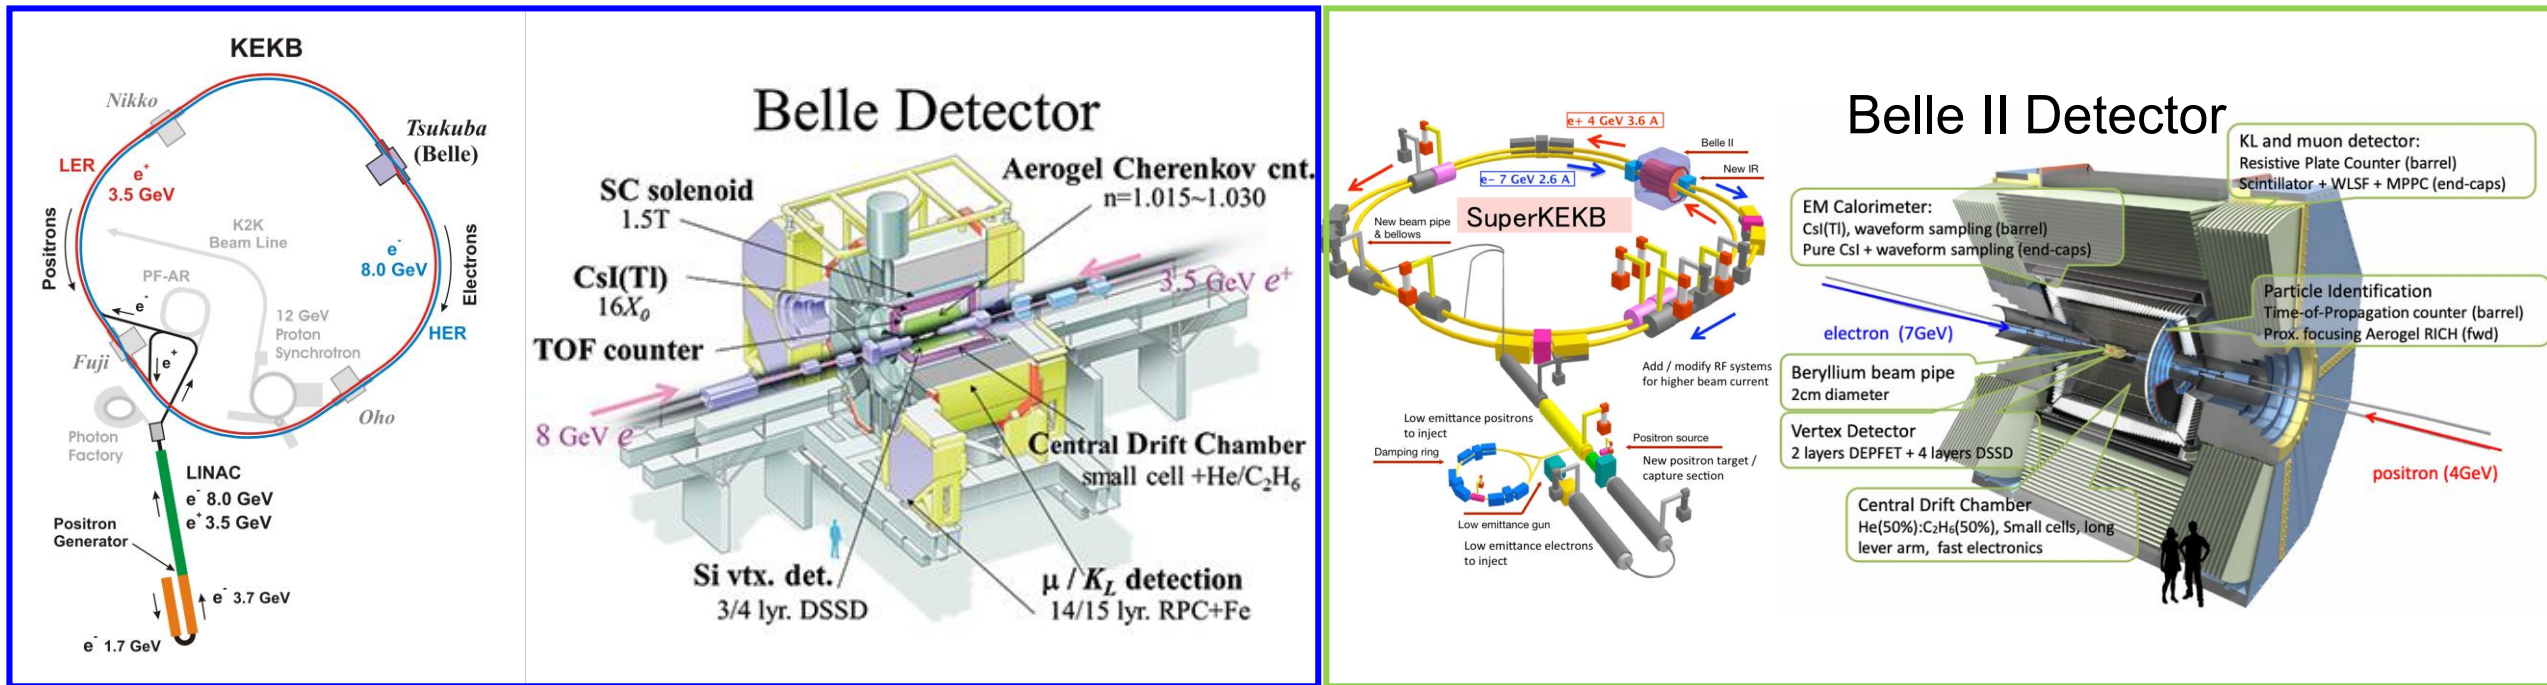 KEKB
Nikko
Tsukuba
(Belle)
LER
e+
3.5 GeV
Positrons
K2K
Beam Line
PF-AR
e-
8.0 GeV
Electrons
e-
12 GeV
Proton
Synchrotron
HER
Fuji
e+
Oho
Photon
Factory
LINAC
e- 8.0 GeV
e+ 3.5 GeV
Positron
Generator
e- 3.7 GeV
e- 1.7 GeV
Belle Detector
SC solenoid
1.5T
Aerogel Cherenkov cnt.
n=1.015~1.030
CsI(Tl)
16X0
3.5 GeV e+
TOF counter
8 GeV e-
Central Drift Chamber
small cell +He/C2H6
Si vtx. det.
3/4 lyr. DSSD
μ / KL detection
14/15 lyr. RPC+Fe
e+ 4 GeV 3.6 A
Belle II
New IR
e- 7 GeV 2.6 A
SuperKEKB
New beam pipe
& bellows
Add / modify RF systems
for higher beam current
Low emittance positrons
to inject
Damping ring
Positron source
New positron target /
capture section
Low emittance gun
Low emittance electrons
to inject
Belle II Detector
KL and muon detector:
Resistive Plate Counter (barrel)
Scintillator + WLSF + MPPC (end-caps)
EM Calorimeter:
CsI(Tl), waveform sampling (barrel)
Pure CsI + waveform sampling (end-caps)
Particle Identification
Time-of-Propagation counter (barrel)
Prox. focusing Aerogel RICH (fwd)
electron (7GeV)
Beryllium beam pipe
2cm diameter
Vertex Detector
2 layers DEPFET + 4 layers DSSD
positron (4GeV)
Central Drift Chamber
He(50%):C2H6(50%), Small cells, long
lever arm, fast electronics